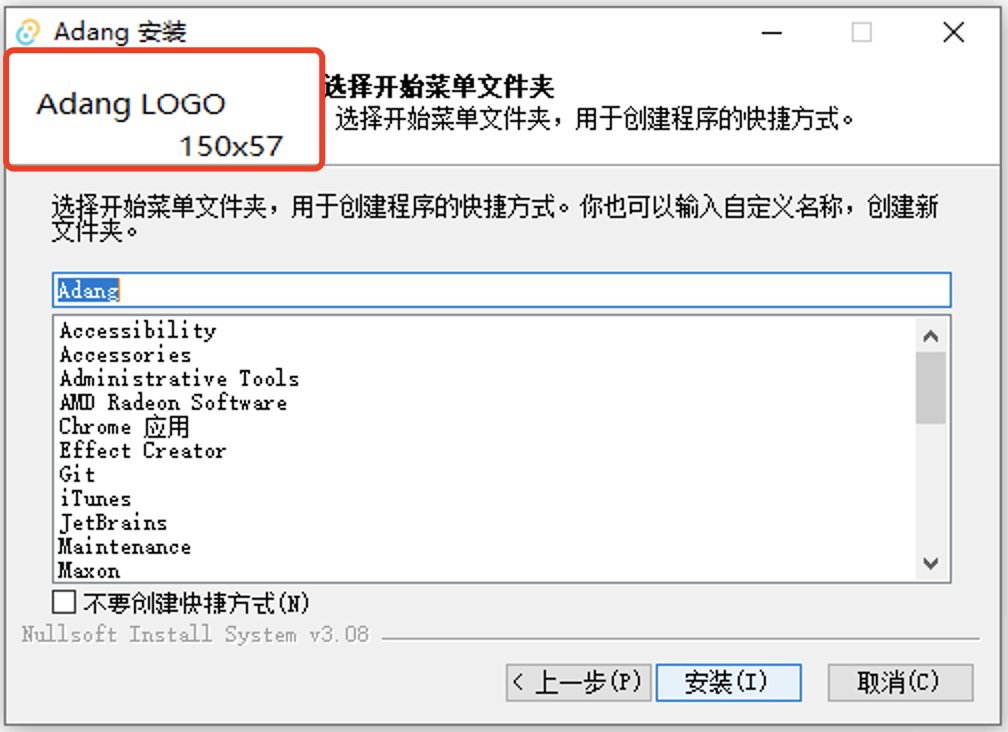 Adang 安装
Adang LOGO
150x57
选择开始菜单文件夹
选择开始菜单文件夹，用于创建程序的快捷方式。
选择开始菜单文件夹，用于创建程序的快捷方式。你也可以输入自定义名称，创建新
文件夹。
Adang
Accessibility
Accessories
Administrative Tools
AMD Radeon Software
Chrome 应用
Effect Creator
Git
iTunes
JetBrains
Maintenance
Maxon
不要创建快捷方式(N)
Nullsoft Install System v3.08
< 上一步(P)
安装(I)
取消(C)